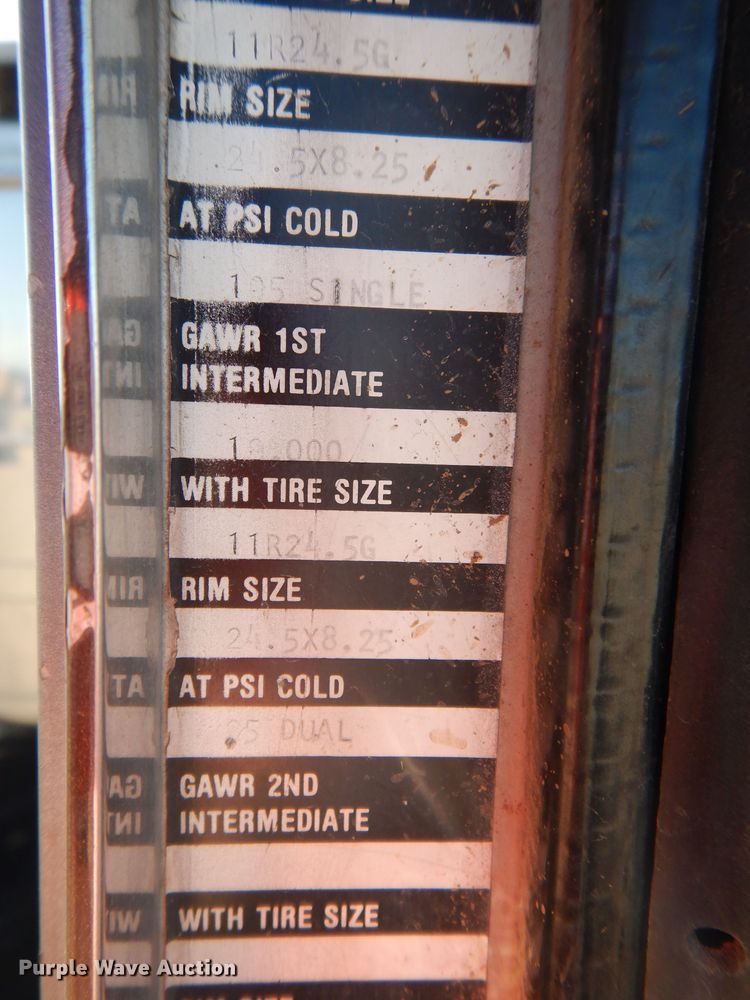 11R24.5G
RIM SIZE
24.5X8.25
AT PSI COLD
SINGLE
GAWR 1ST
INTERMEDIATE
WITH TIRE SIZE
11R24.5G
RIM SIZE
24.5X8.25
AT PSI COLD
DUAL
GAWR 2ND
INTERMEDIATE
WITH TIRE SIZE
Purple Wave Auction